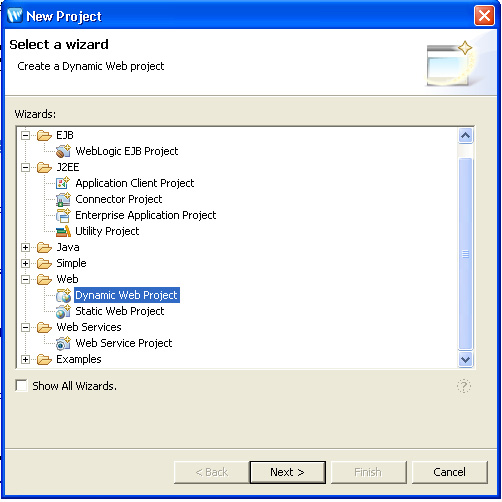 New Project
Select a wizard
Create a Dynamic Web project
Wizards:
EJB
WebLogic EJB Project
J2EE
Application Client Project
Connector Project
Enterprise Application Project
Utility Project
Java
Simple
Web
Dynamic Web Project
Static Web Project
Web Services
Web Service Project
Examples
Show All Wizards.
?
< Back Next > Finish Cancel